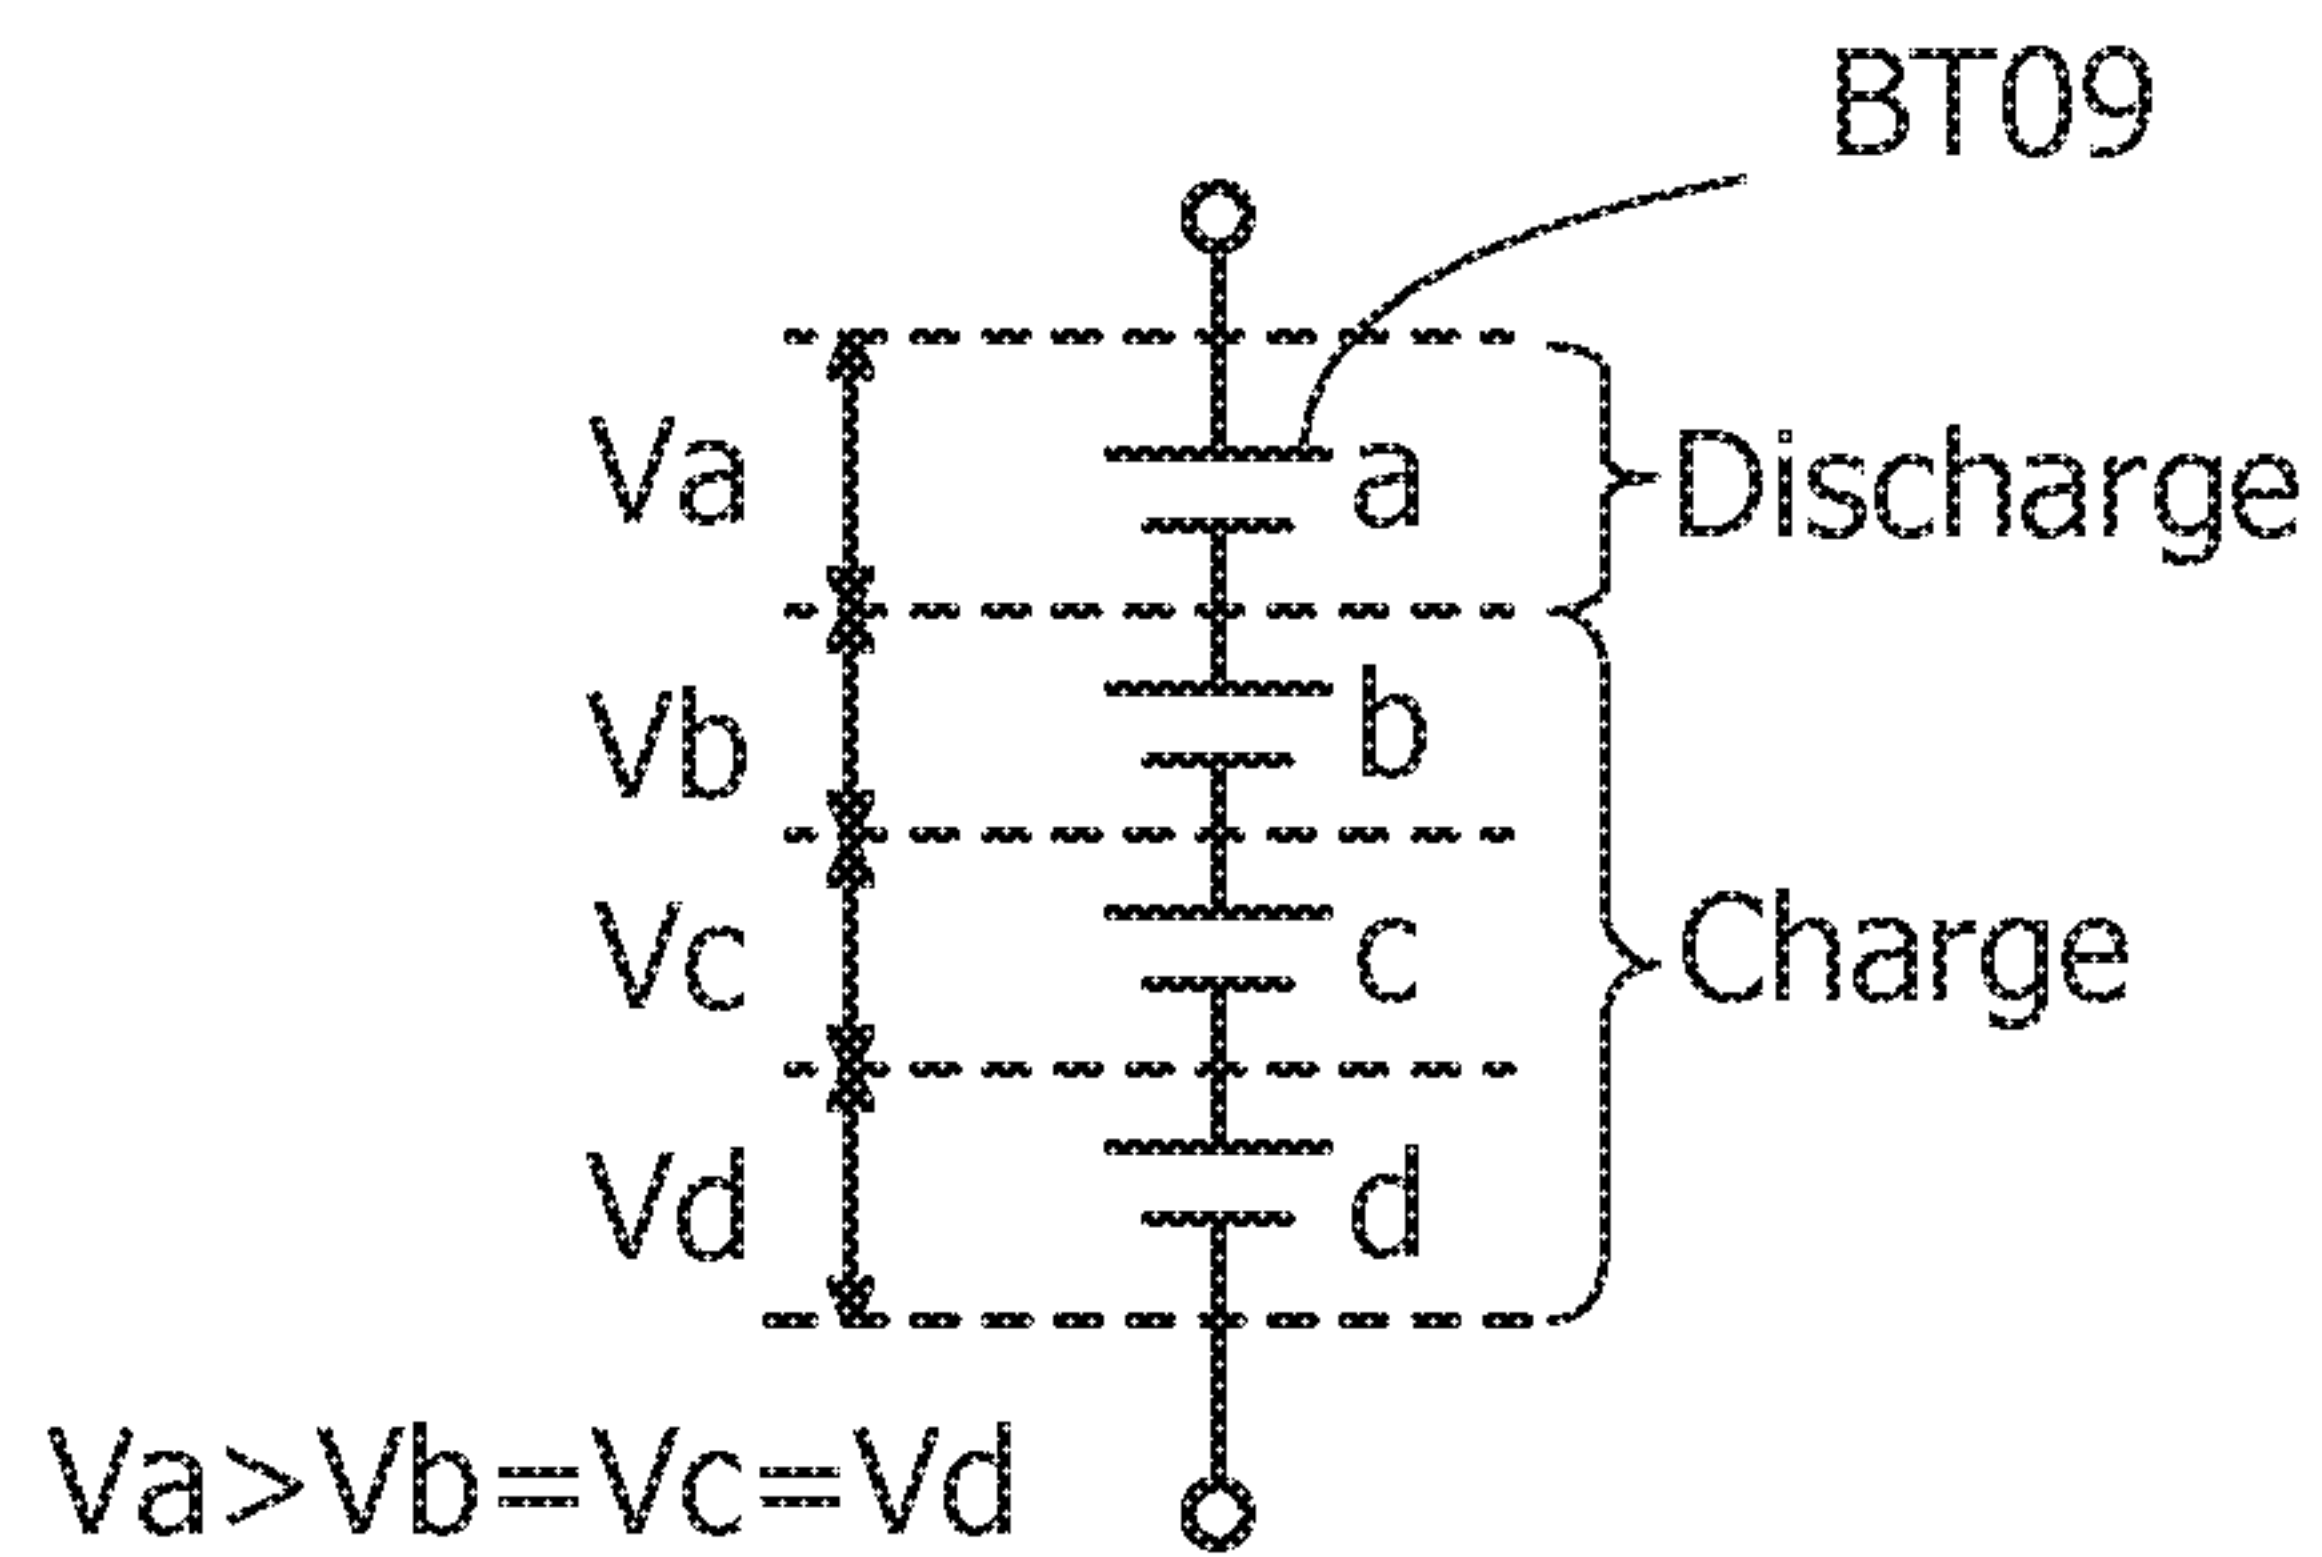 BT09
Va
a
Discharge
Vb
b
Vc
c
Charge
Vd
d
Va>Vb=Vc=Vd